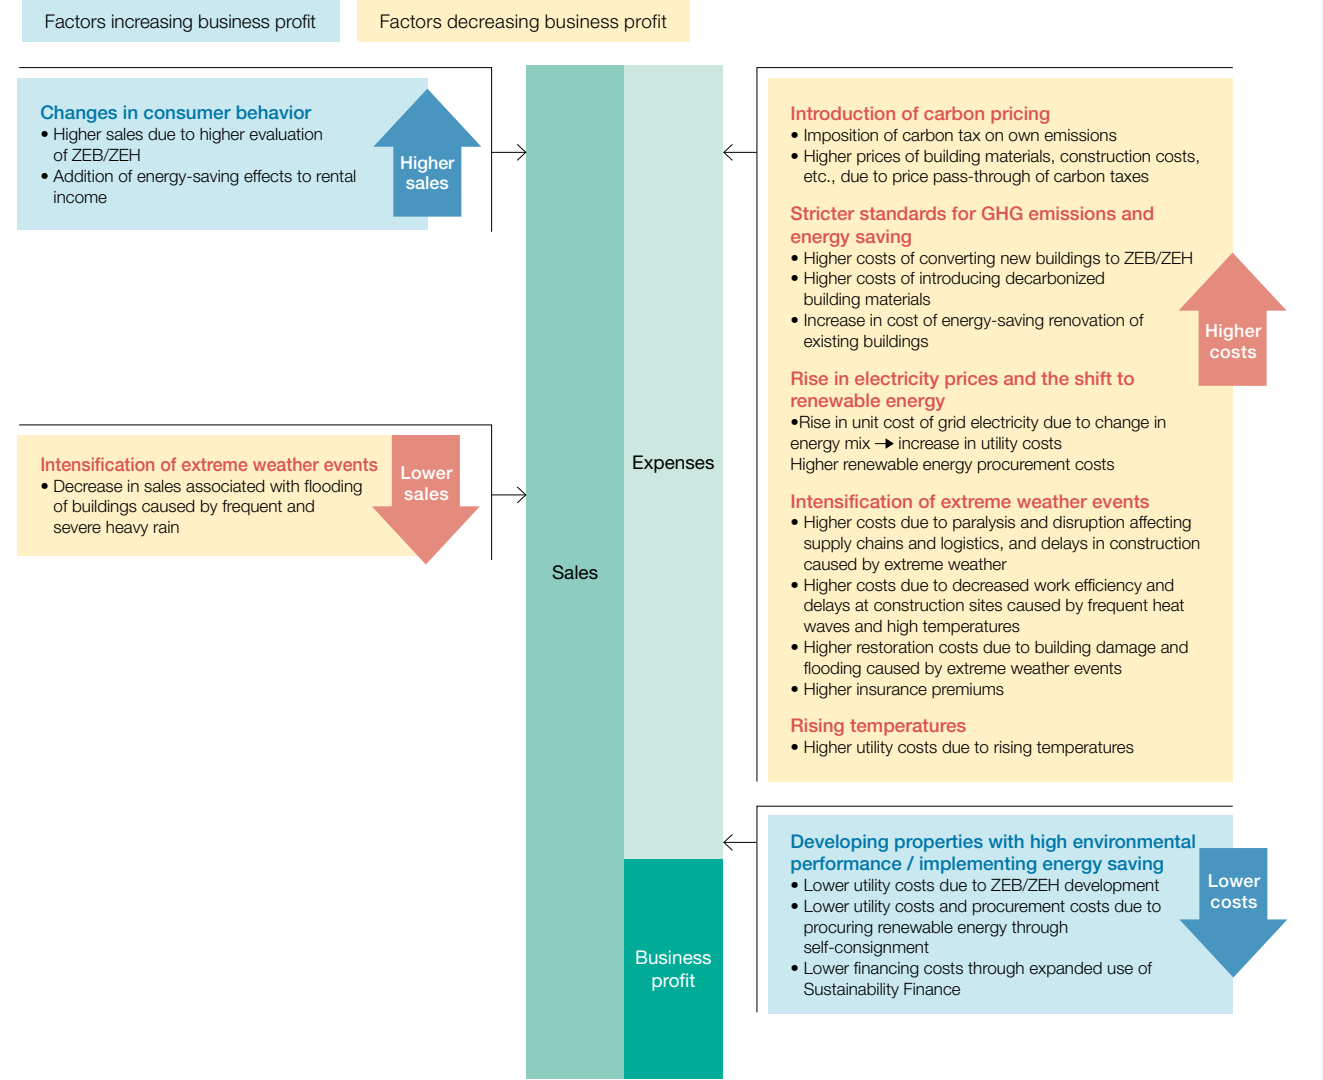 Factors increasing business profit
Factors decreasing business profit
Changes in consumer behavior
• Higher sales due to higher evaluation
of ZEB/ZEH
• Addition of energy-saving effects to rental
income
Higher
sales
Intensification of extreme weather events
• Decrease in sales associated with flooding
of buildings caused by frequent and
severe heavy rain
Lower
sales
Sales
Expenses
Business
profit
Introduction of carbon pricing
• Imposition of carbon tax on own emissions
• Higher prices of building materials, construction costs,
etc., due to price pass-through of carbon taxes
Stricter standards for GHG emissions and
energy saving
• Higher costs of converting new buildings to ZEB/ZEH
• Higher costs of introducing decarbonized
building materials
• Increase in cost of energy-saving renovation of
existing buildings
Rise in electricity prices and the shift to
renewable energy
•Rise in unit cost of grid electricity due to change in
energy mix → increase in utility costs
Higher renewable energy procurement costs
Intensification of extreme weather events
• Higher costs due to paralysis and disruption affecting
supply chains and logistics, and delays in construction
caused by extreme weather
• Higher costs due to decreased work efficiency and
delays at construction sites caused by frequent heat
waves and high temperatures
• Higher restoration costs due to building damage and
flooding caused by extreme weather events
• Higher insurance premiums
Rising temperatures
• Higher utility costs due to rising temperatures
Higher
costs
Developing properties with high environmental
performance / implementing energy saving
• Lower utility costs due to ZEB/ZEH development
• Lower utility costs and procurement costs due to
procuring renewable energy through
self-consignment
• Lower financing costs through expanded use of
Sustainability Finance
Lower
costs